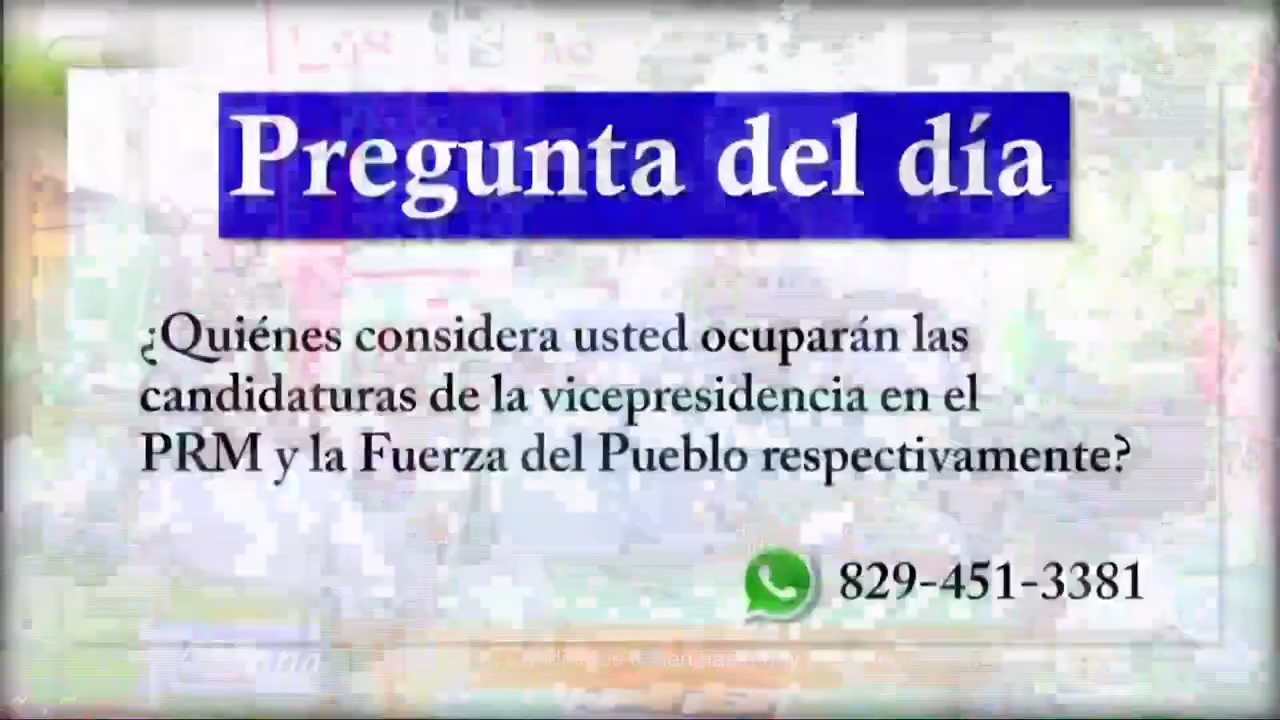 Pregunta del día
¿Quiénes considera usted ocuparán las
candidaturas de la vicepresidencia en el
PRM y la Fuerza del Pueblo respectivamente?
829-451-3381